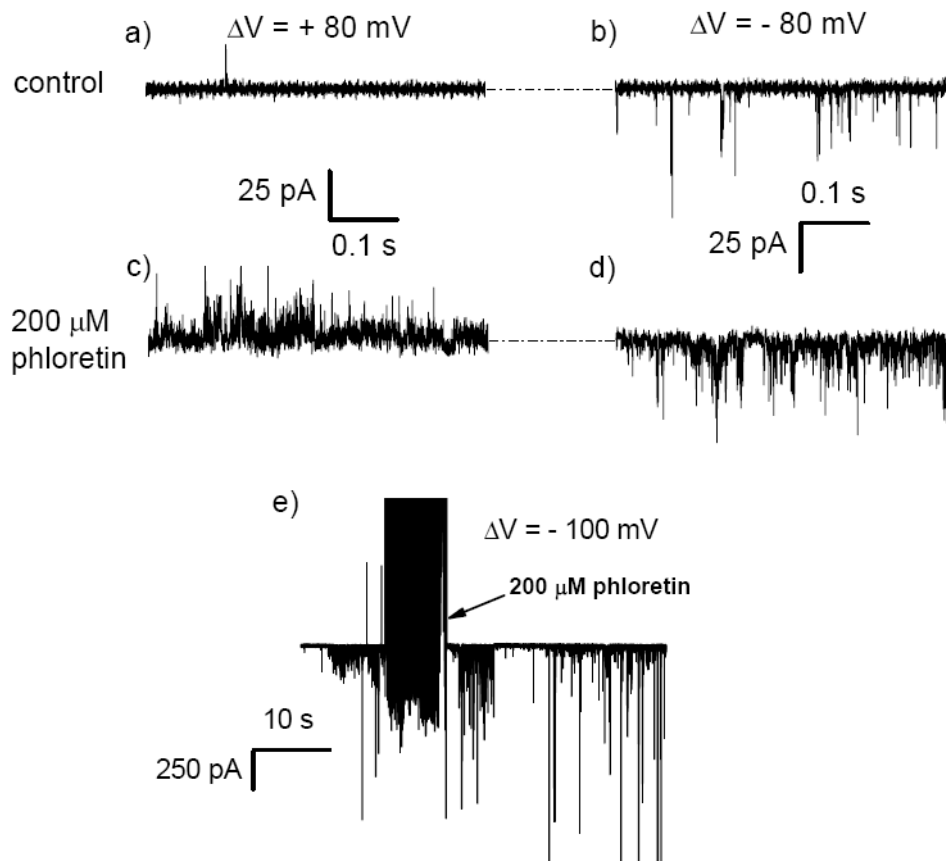 a) ΔV = + 80 mV
b) ΔV = - 80 mV
control
25 pA
0.1 s
0.1 s
25 pA
c)
d)
200 μM
phloretin
e)
ΔV = - 100 mV
200 μM phloretin
10 s
250 pA